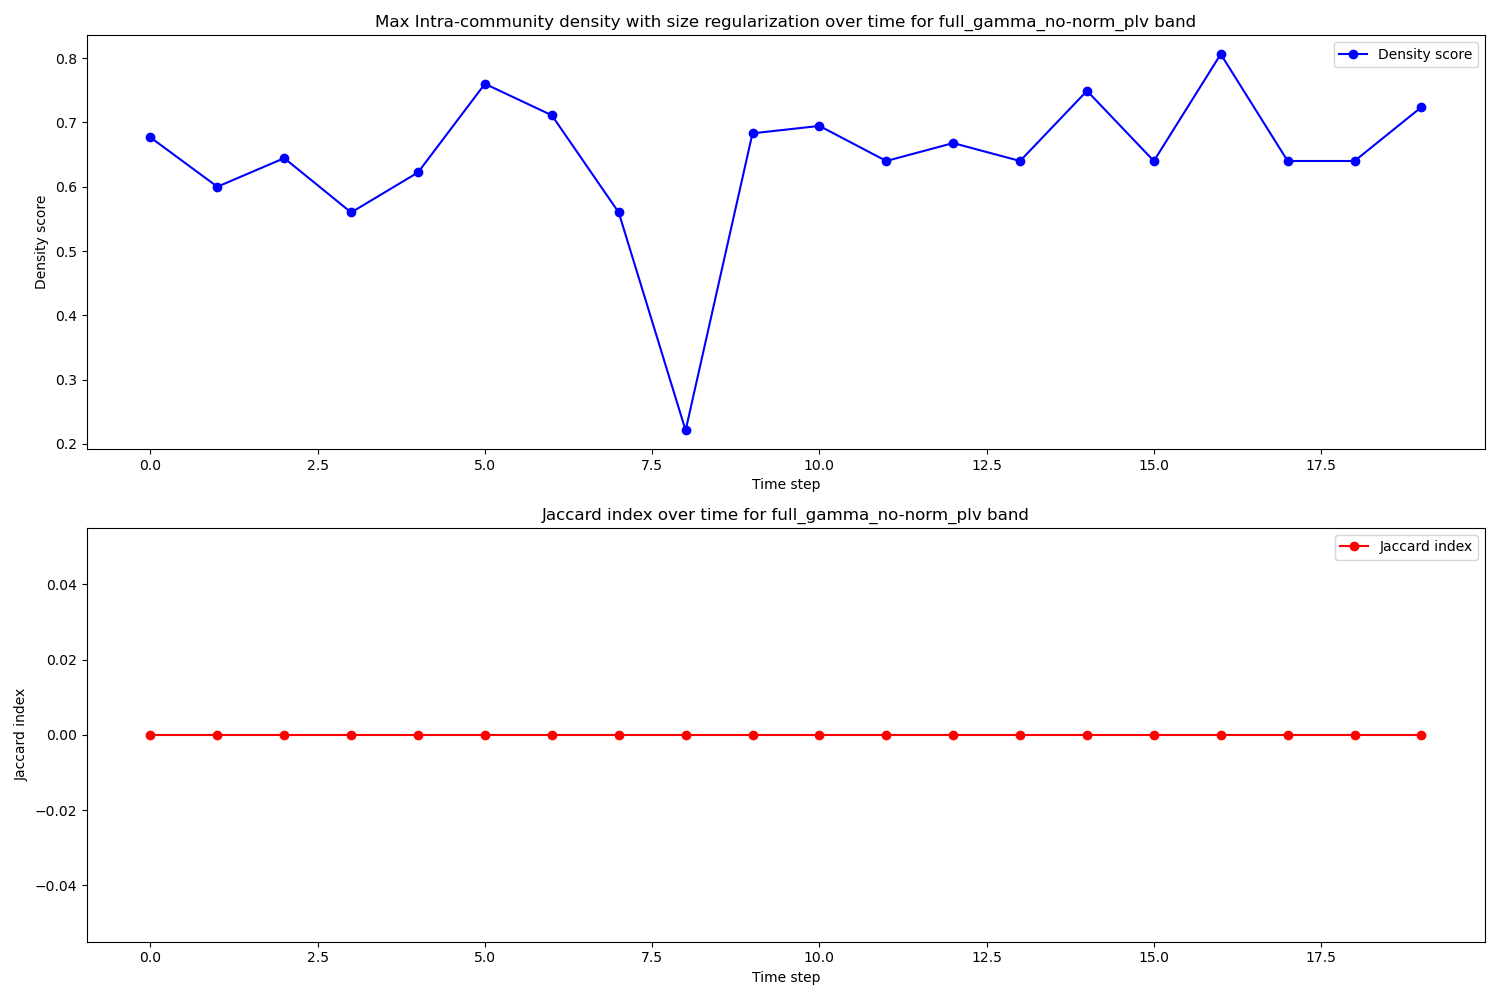 Max Intra-community density with size regularization over time for full_gamma_no-norm_plv band
Density score
0.8
0.7
0.6
0.5
0.4
0.3
0.2
Density score
0.0 2.5 5.0 7.5 10.0 12.5 15.0 17.5
Time step
Jaccard index over time for full_gamma_no-norm_plv band
Jaccard index
0.04
0.02
0.00
−0.02
−0.04
Jaccard index
0.0 2.5 5.0 7.5 10.0 12.5 15.0 17.5
Time step